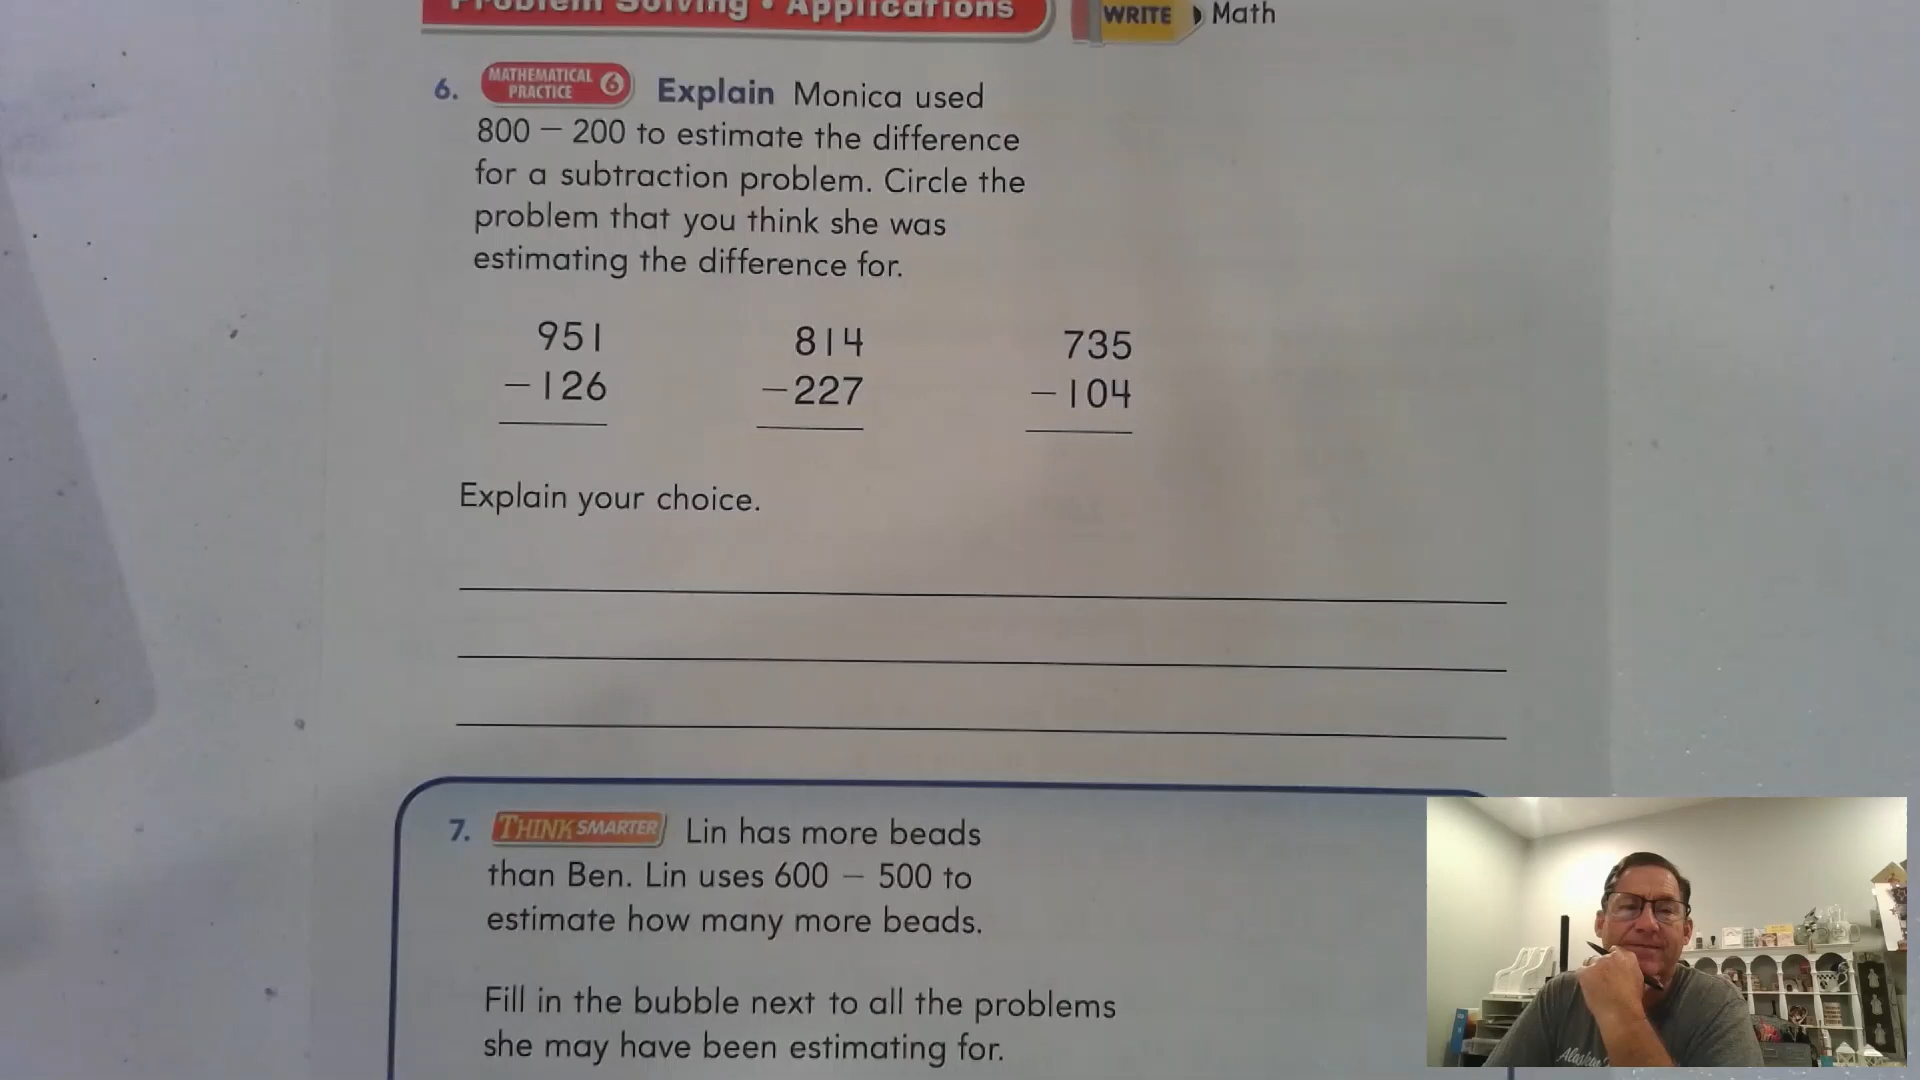 Problem Solving • Applications
WRITE Math
6. MATHEMATICAL PRACTICE 6 Explain Monica used
800 − 200 to estimate the difference
for a subtraction problem. Circle the
problem that you think she was
estimating the difference for.
951 814 735
−126 −227 −104
Explain your choice.
7. THINK SMARTER Lin has more beads
than Ben. Lin uses 600 − 500 to
estimate how many more beads.
Fill in the bubble next to all the problems
she may have been estimating for.